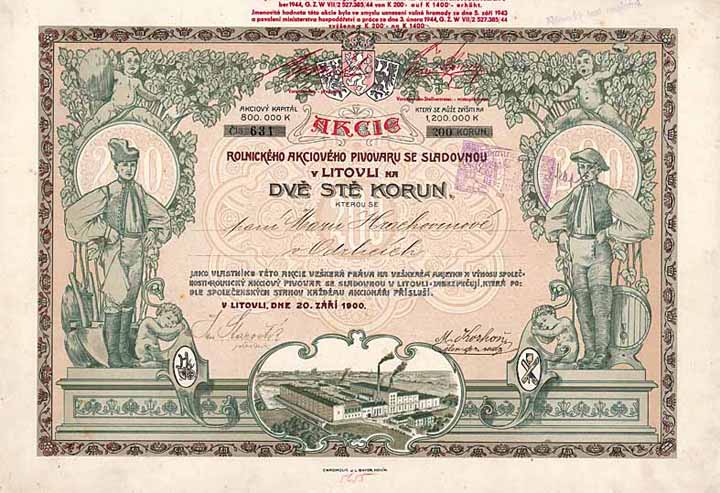 ber 1944, G. Z. W VII/2 527.385/44 von K 200·- auf K 1400·- erhöht.
Jmenovitá hodnota této akcie byla ve smyslu usnesení valné hromady ze dne 5. září 1943
a povolení ministerstva hospodářství a práce ze dne 3. února 1944, G. Z. W VII/2 527.385/44
zvýšena K 200·- na K 1400·-.
AKCIOVÝ KAPITÁL
800.000 K
KTERÝ SE MŮŽE ZVÝŠITI NA
1,200.000 K
ČÍS. 631
AKCIE
200 KORUN.
200
200
ROLNICKÉHO AKCIOVÉHO PIVOVARU SE SLADOVNOU
V LITOVLI NA
DVĚ STĚ KORUN,
KTEROU SE
paní
v
JAKO VLASTNÍKU TÉTO AKCIE VEŠKERÁ PRÁVA NA VEŠKERÉM MAJETKU A VÝNOSU SPOLEČ-
NOSTI „ROLNICKÝ AKCIOVÝ PIVOVAR SE SLADOVNOU V LITOVLI“ ZABEZPEČUJÍ, KTERÁ PO-
DLE SPOLEČENSKÝCH STANOV KAŽDÉMU AKCIONÁŘI PŘÍSLUŠÍ.
V LITOVLI, DNE 20. ZÁŘÍ 1900.